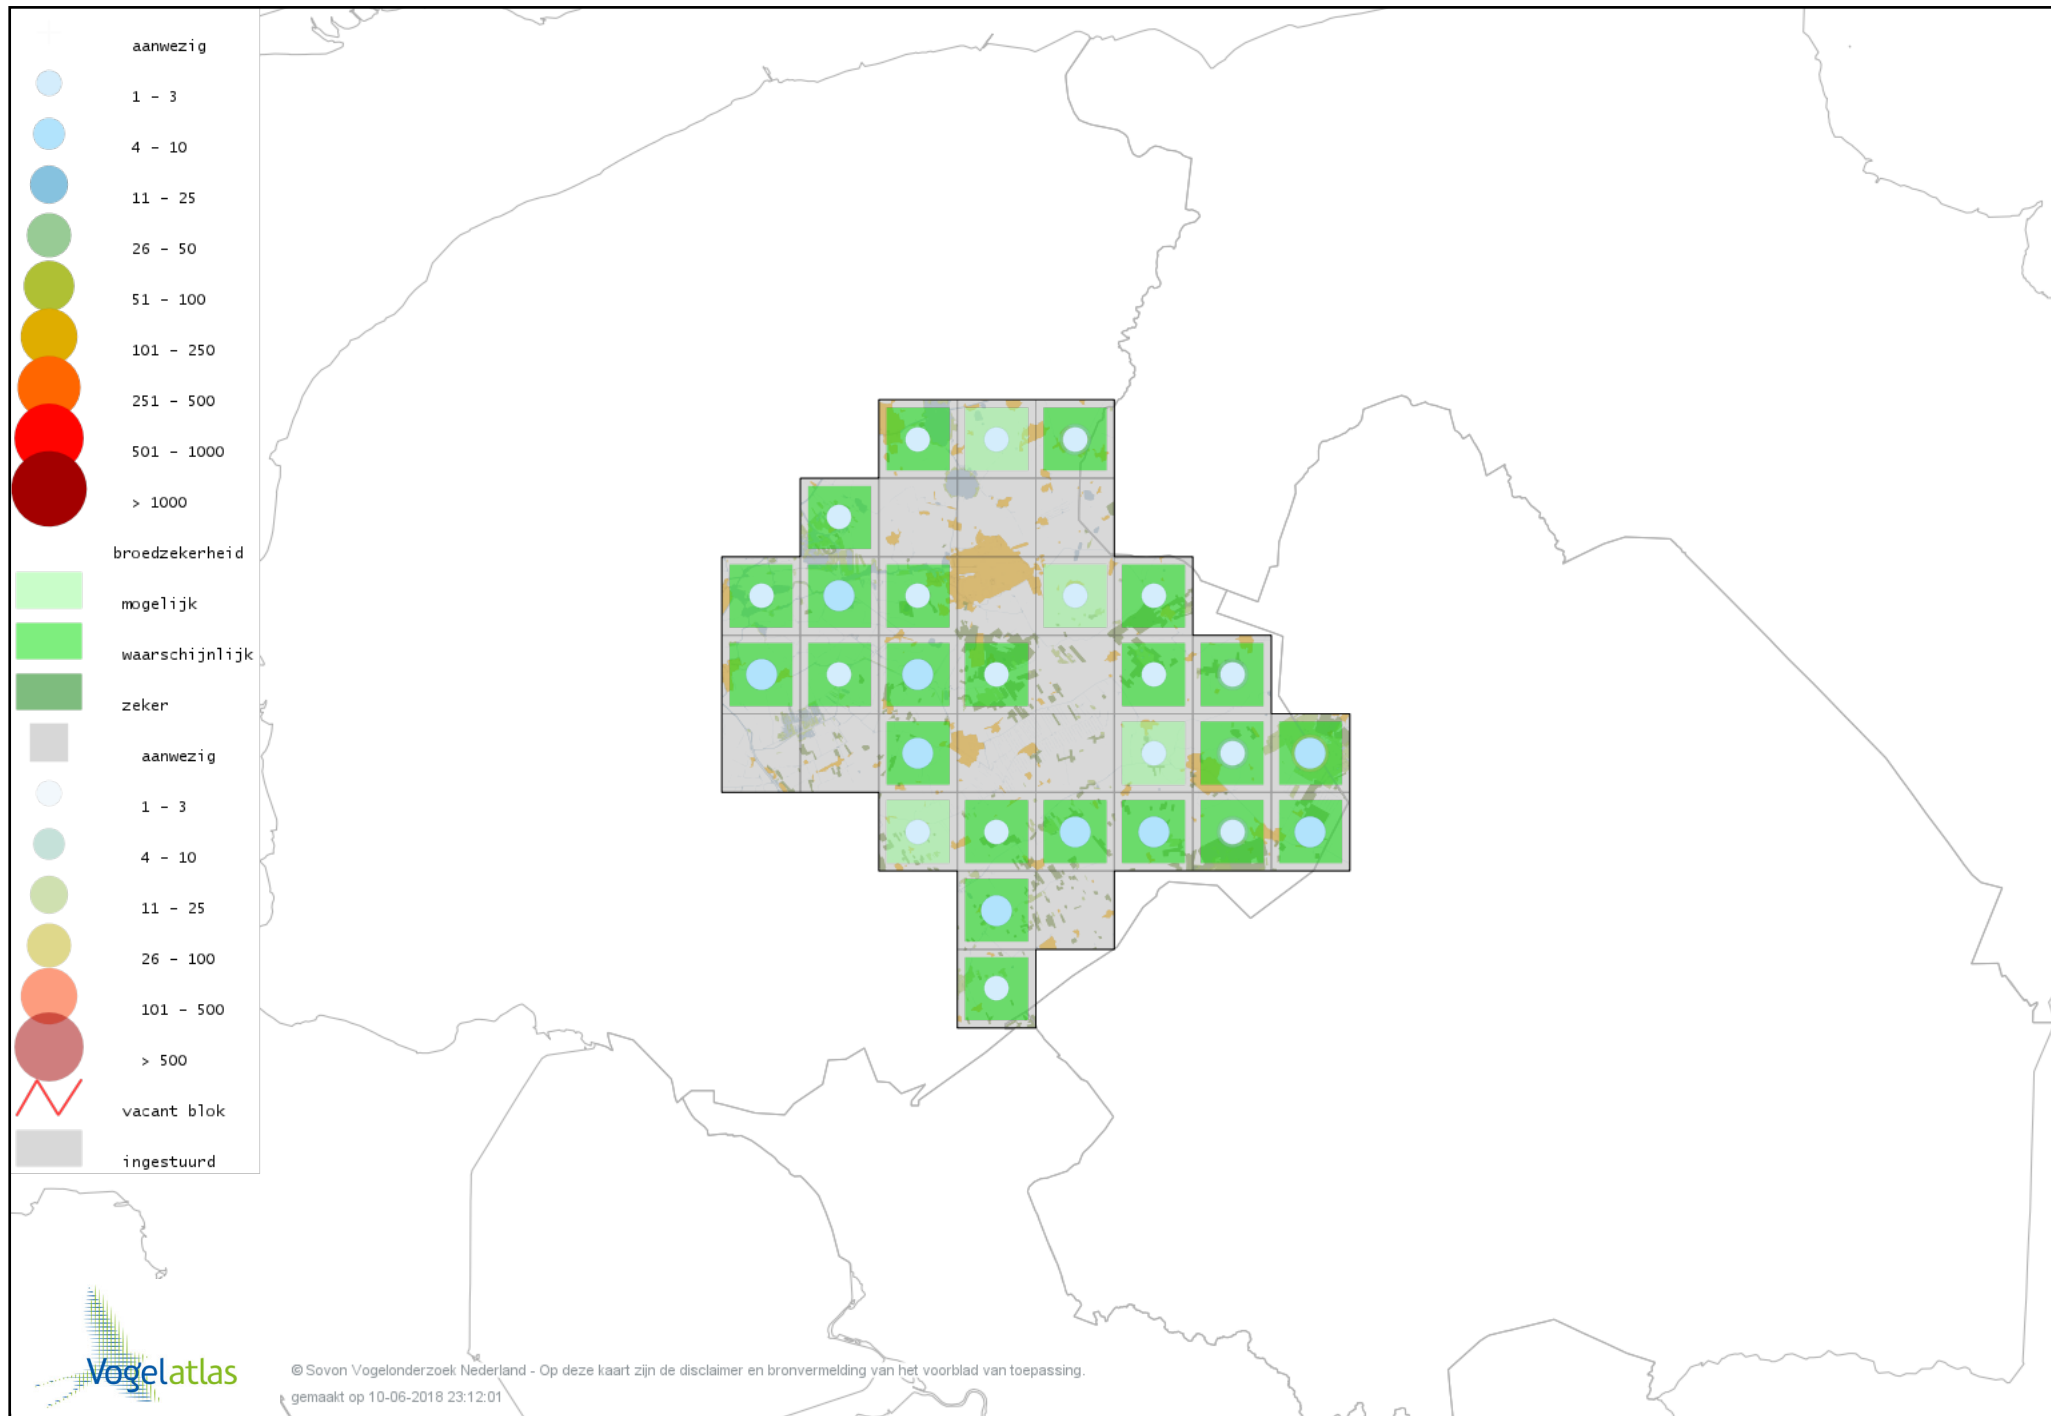 aanwezig
1 - 3
4 - 10
11 - 25
26 - 50
51 - 100
101 - 250
251 - 500
501 - 1000
> 1000
broedzekerheid
mogelijk
waarschijnlijk
zeker
aanwezig
1 - 3
4 - 10
11 - 25
26 - 100
101 - 500
> 500
vacant blok
ingestuurd
Vogelatlas
© Sovon Vogelonderzoek Nederland - Op deze kaart zijn de disclaimer en bronvermelding van het voorblad van toepassing.
gemaakt op 10-06-2018 23:12:01